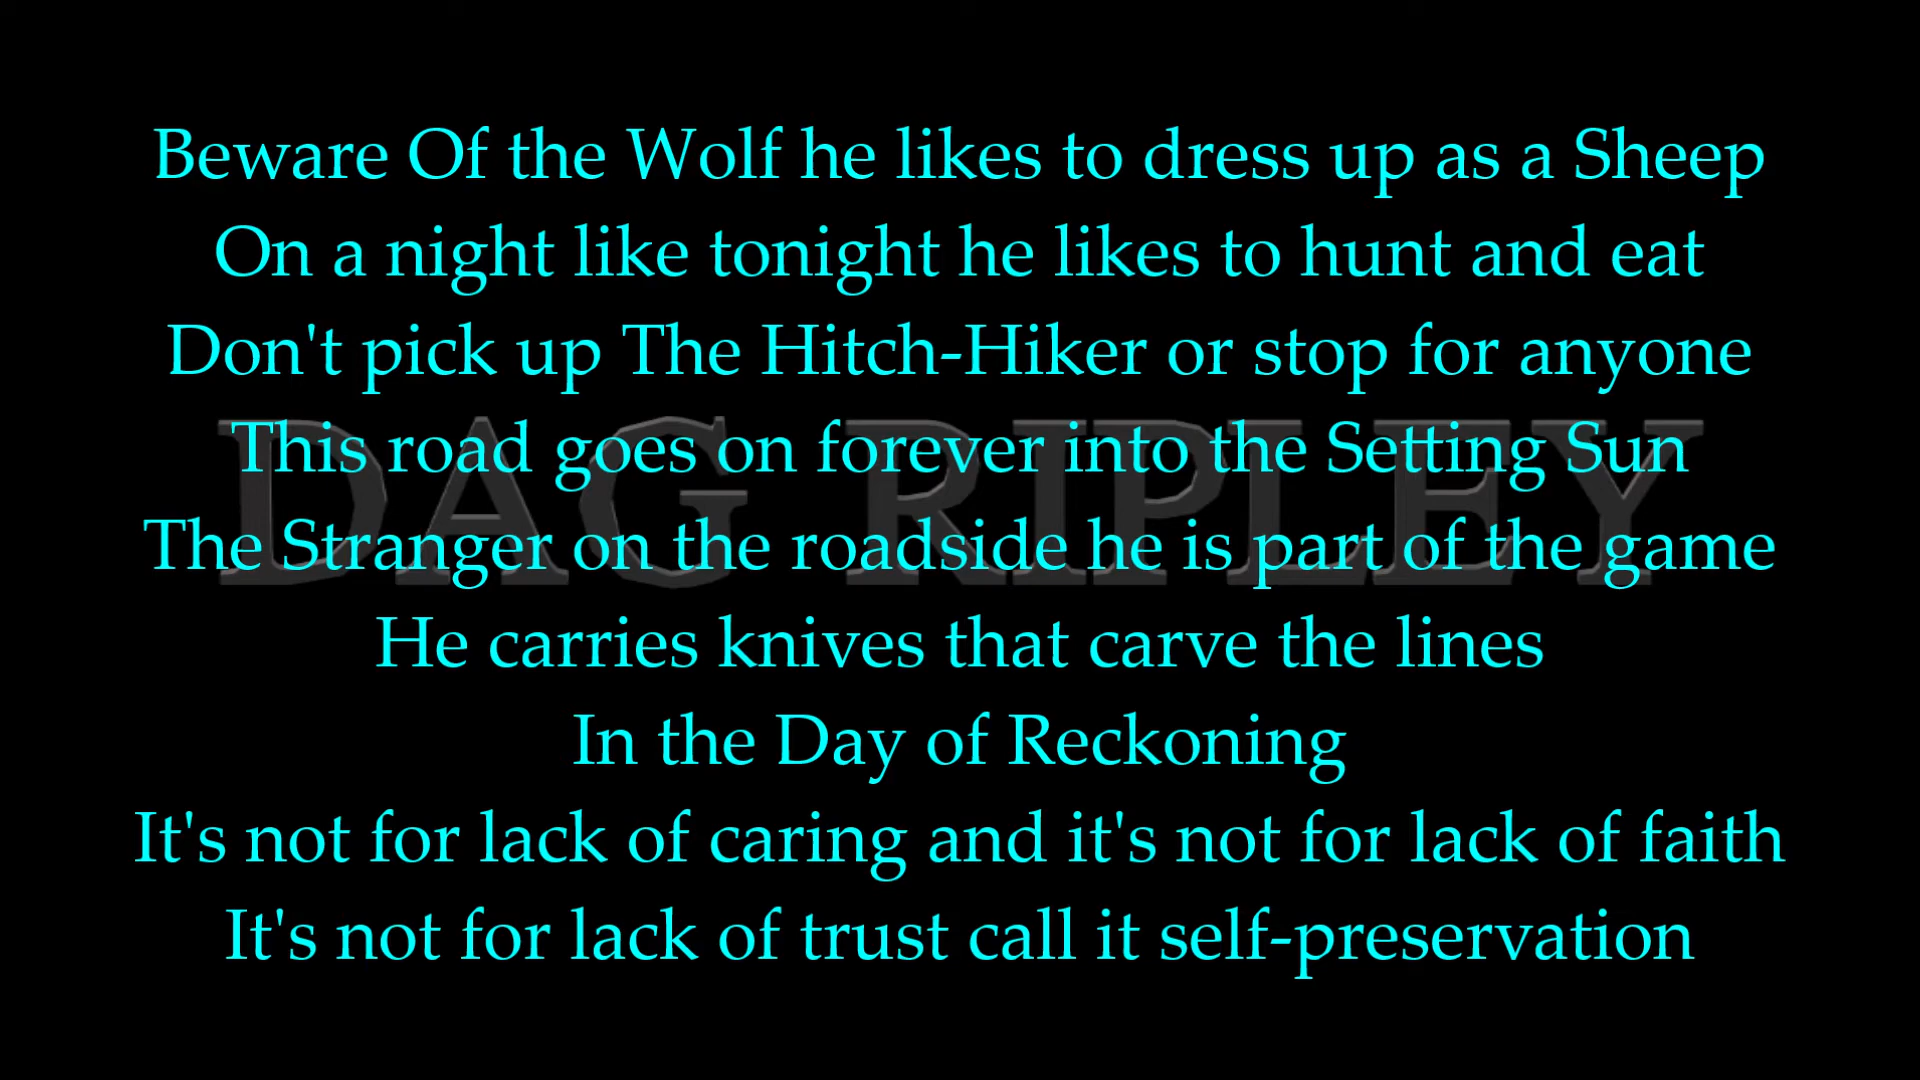 Beware Of the Wolf he likes to dress up as a Sheep
On a night like tonight he likes to hunt and eat
Don't pick up The Hitch-Hiker or stop for anyone
This road goes on forever into the Setting Sun
DAG RIPLEY
The Stranger on the roadside he is part of the game
He carries knives that carve the lines
In the Day of Reckoning
It's not for lack of caring and it's not for lack of faith
It's not for lack of trust call it self-preservation